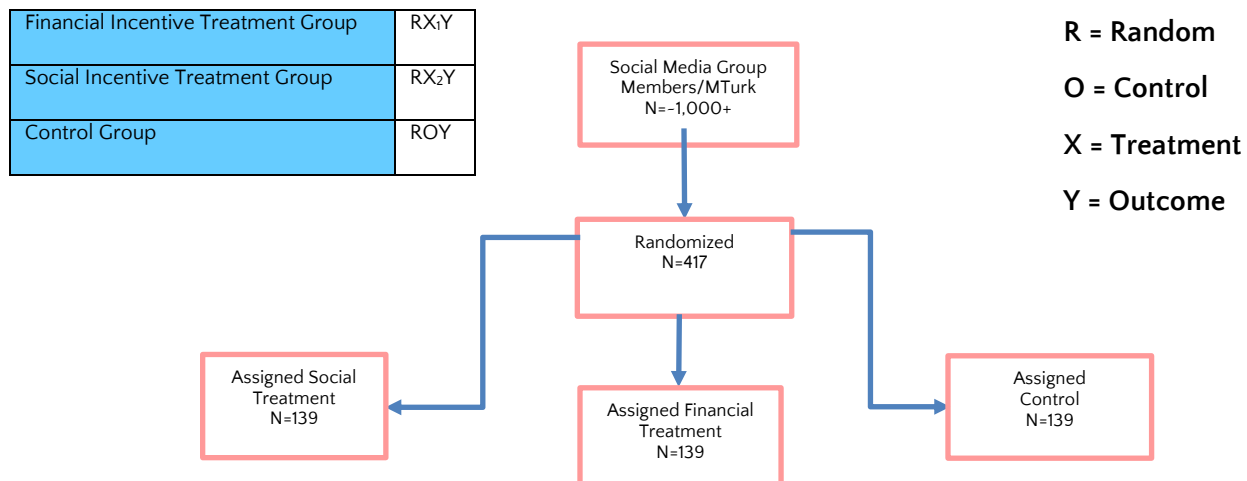 Financial Incentive Treatment Group RX₁Y
Social Incentive Treatment Group RX₂Y
Control Group ROY
R = Random
O = Control
X = Treatment
Y = Outcome
Social Media Group
Members/MTurk
N=~1,000+
Randomized
N=417
Assigned Social
Treatment
N=139
Assigned Financial
Treatment
N=139
Assigned
Control
N=139